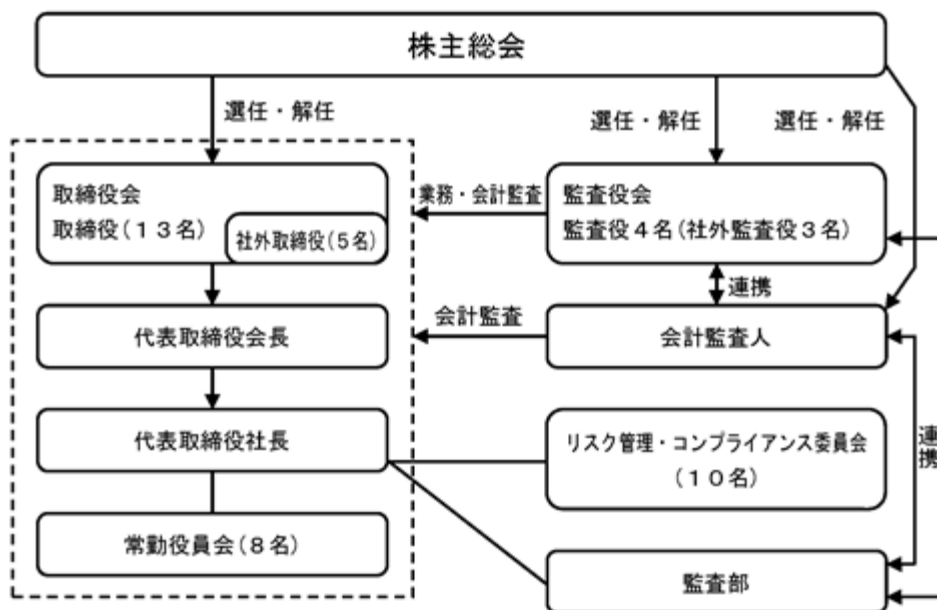 株主総会
選任・解任
選任・解任
選任・解任
取締役会
取締役(13名)
社外取締役(5名)
業務・会計監査
監査役会
監査役4名(社外監査役3名)
連携
代表取締役会長
会計監査
会計監査人
代表取締役社長
リスク管理・コンプライアンス委員会
(10名)
連携
常勤役員会(8名)
監査部